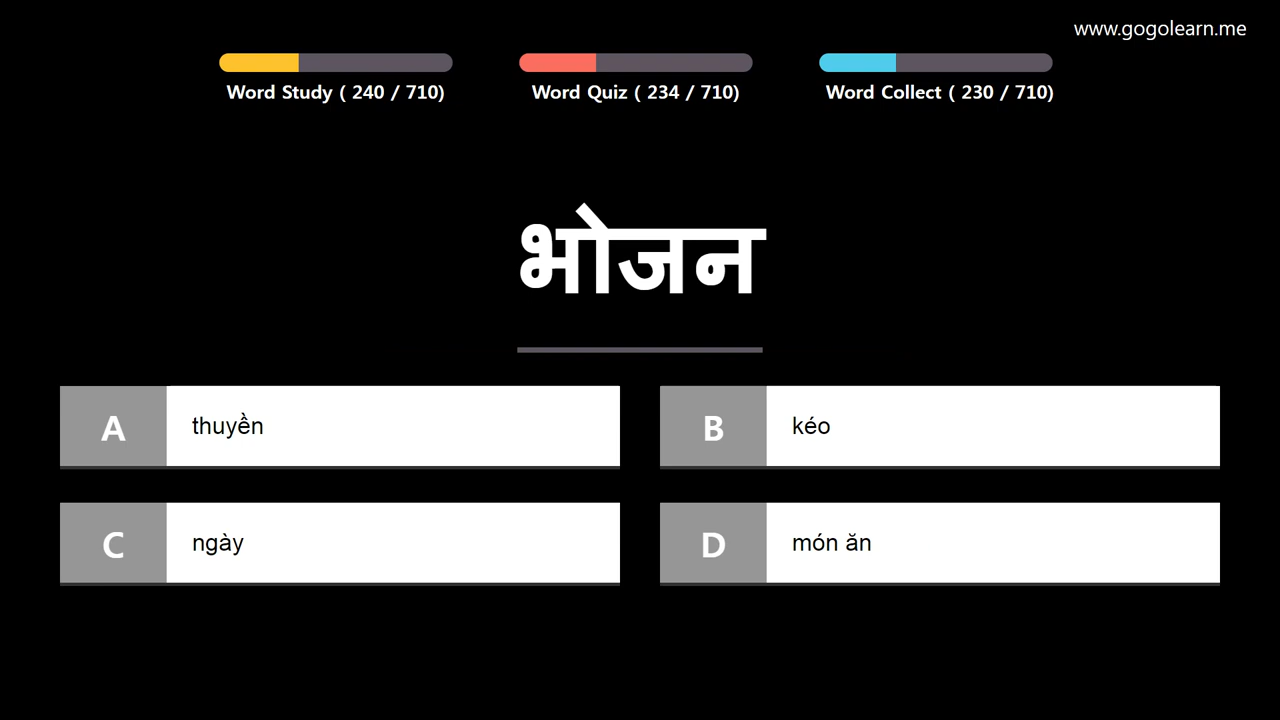 www.gogolearn.me
Word Study ( 240 / 710)
Word Quiz ( 234 / 710)
Word Collect ( 230 / 710)
भोजन
A thuyền
B kéo
C ngày
D món ăn